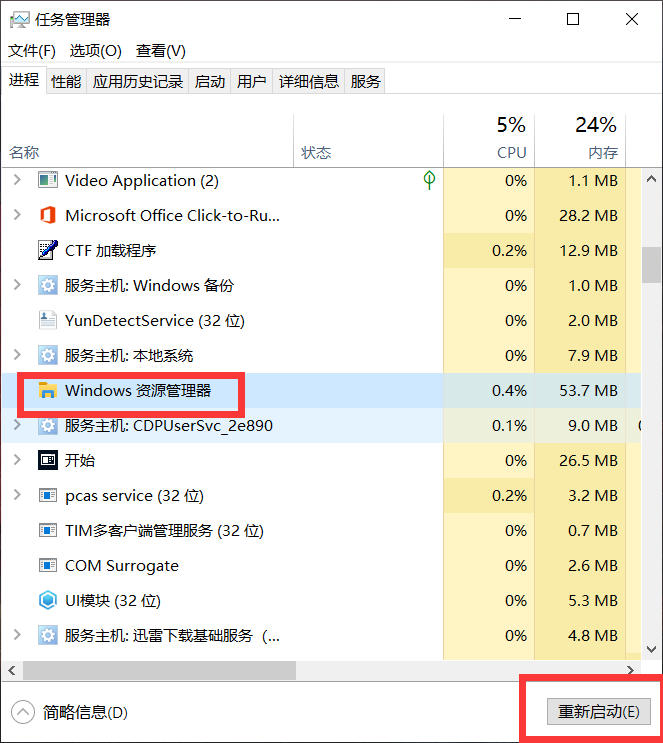 任务管理器
文件(F) 选项(O) 查看(V)
进程 性能 应用历史记录 启动 用户 详细信息 服务
5% 24%
名称 状态 CPU 内存
Video Application (2) 0% 1.1 MB
Microsoft Office Click-to-Ru... 0% 28.2 MB
CTF 加载程序 0.2% 12.9 MB
服务主机: Windows 备份 0% 1.0 MB
YunDetectService (32 位) 0% 2.0 MB
服务主机: 本地系统 0% 7.9 MB
Windows 资源管理器 0.4% 53.7 MB
服务主机: CDPUserSvc_2e890 0.1% 9.0 MB
开始 0% 26.5 MB
pcas service (32 位) 0.2% 3.2 MB
TIM多客户端管理服务 (32 位) 0% 0.7 MB
COM Surrogate 0% 2.6 MB
UI模块 (32 位) 0% 5.3 MB
服务主机: 迅雷下载基础服务 (... 0% 4.8 MB
简略信息(D) 重新启动(E)